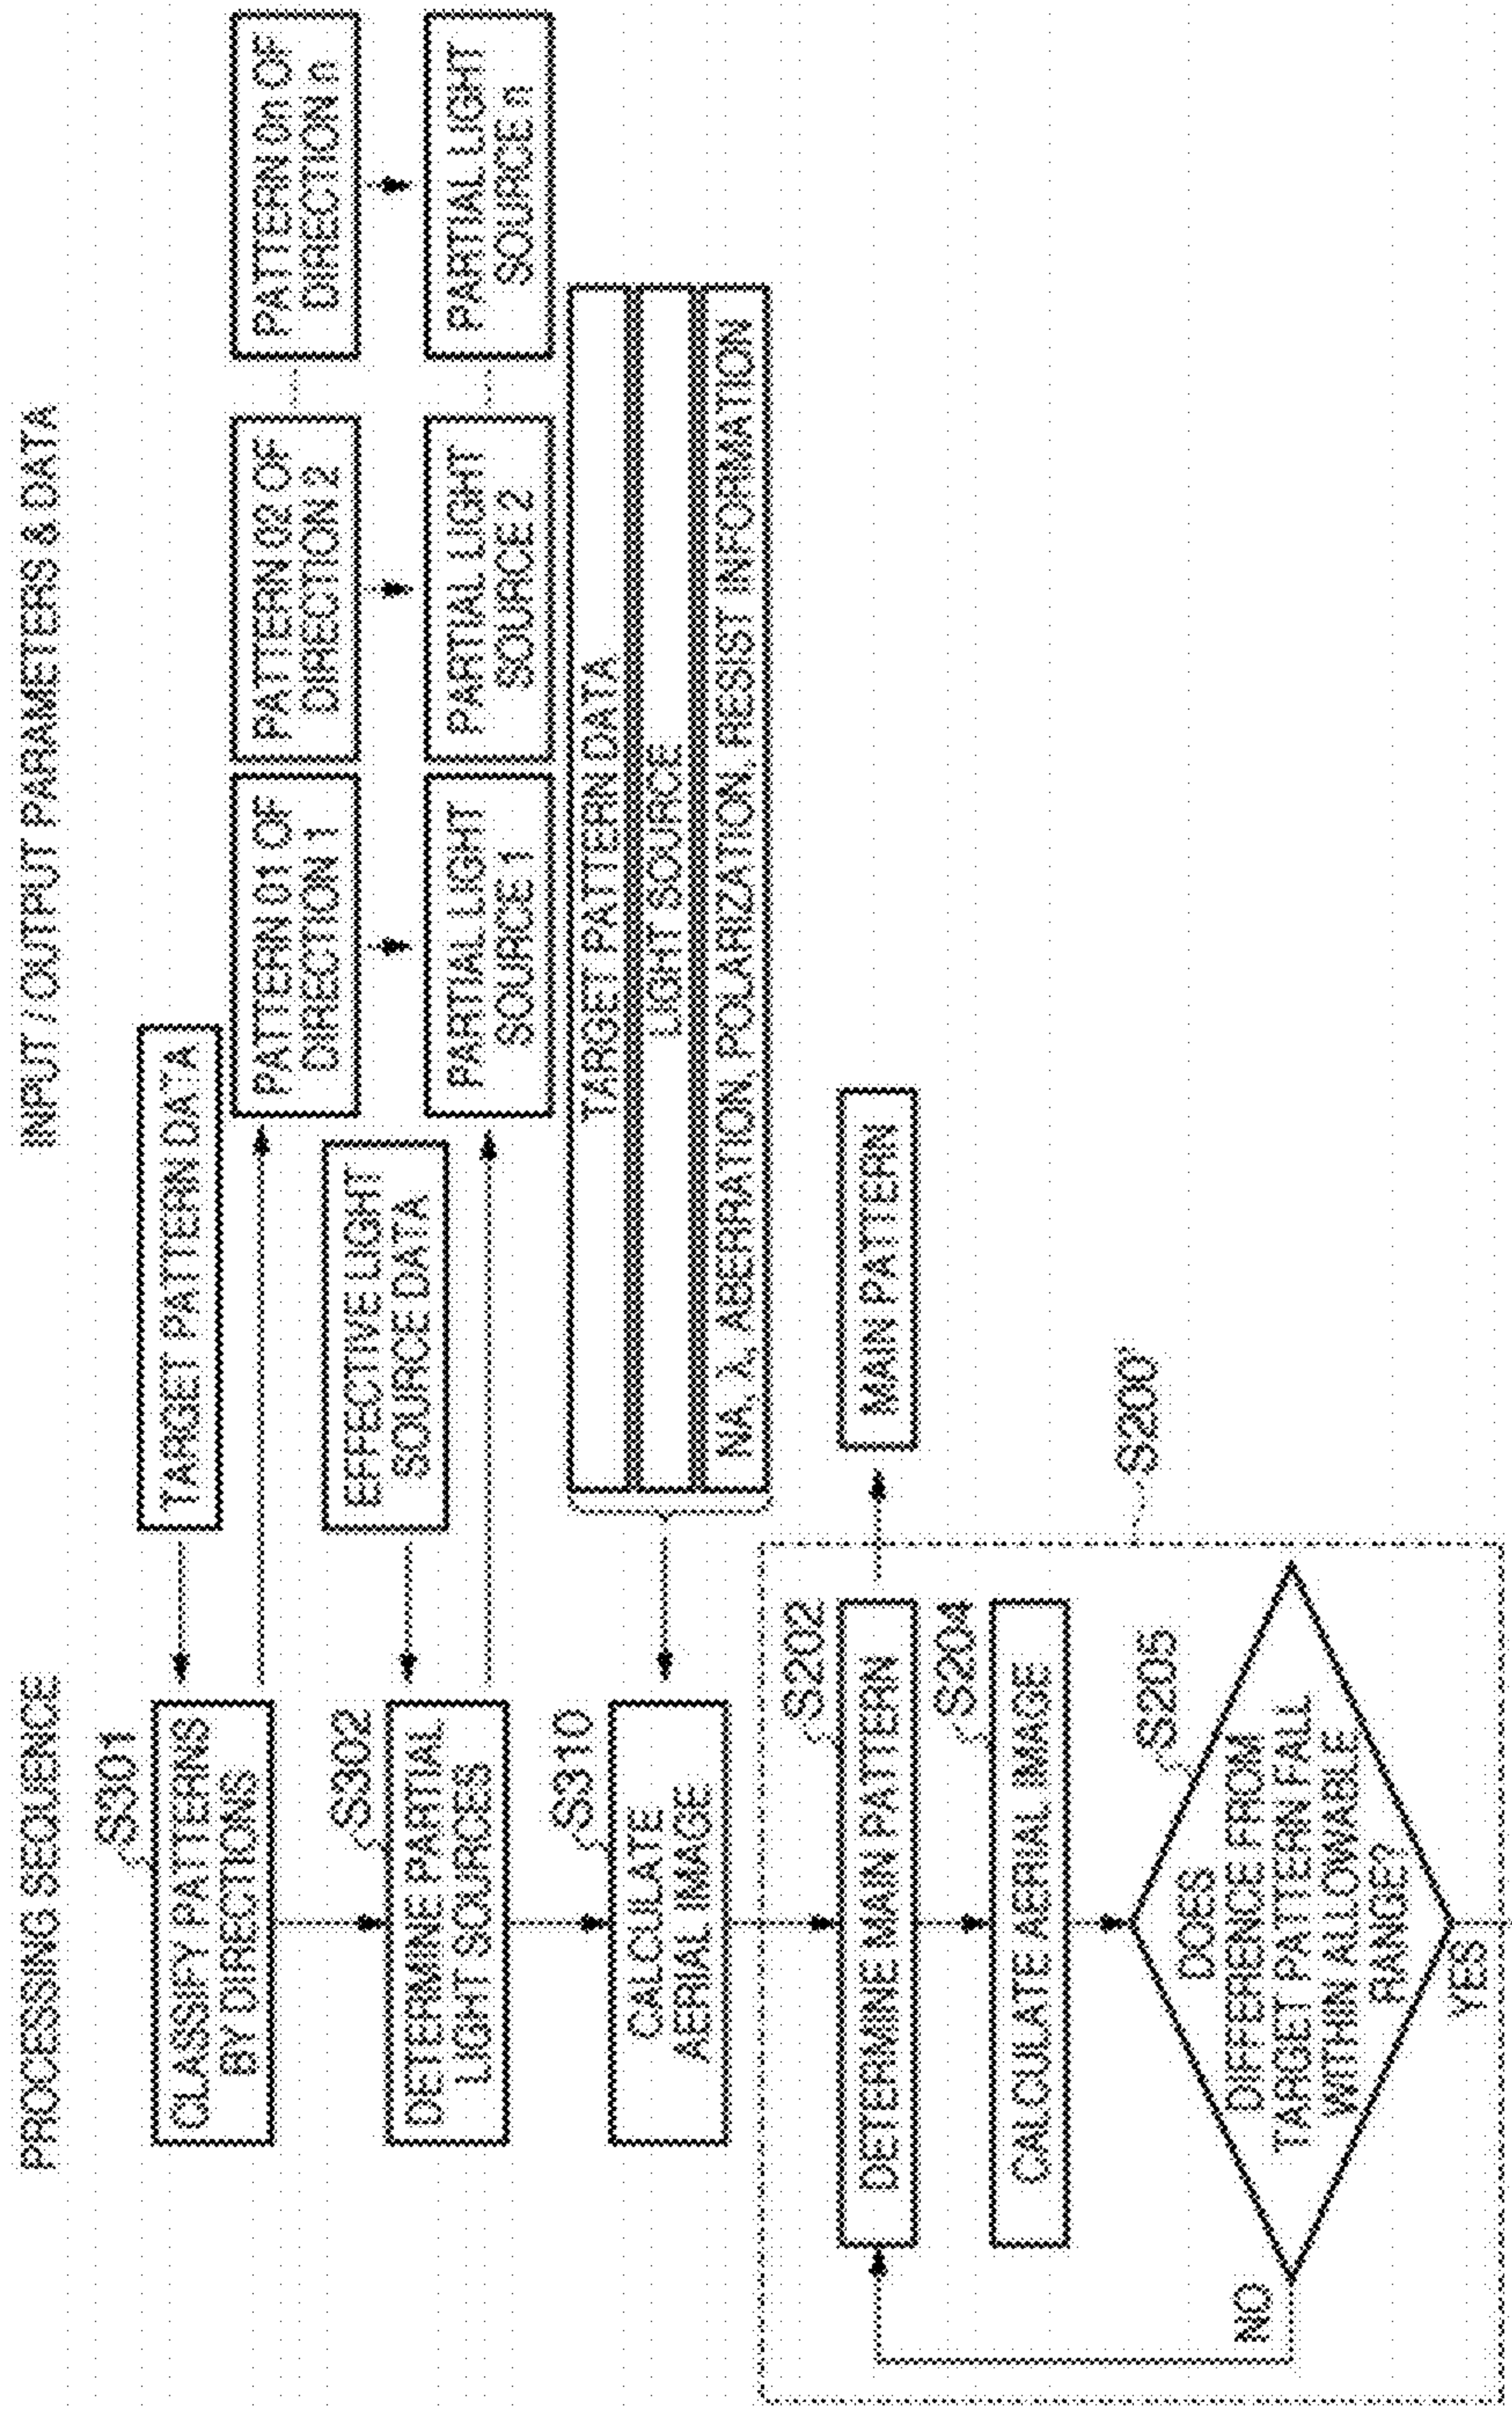 PROCESSING SEQUENCE
INPUT / OUTPUT PARAMETERS & DATA
S301
CLASSIFY PATTERNS
BY DIRECTIONS
TARGET PATTERN DATA
PATTERN 01 OF
DIRECTION 1
PATTERN 02 OF
DIRECTION 2
PATTERN 0n OF
DIRECTION n
S302
DETERMINE PARTIAL
LIGHT SOURCES
EFFECTIVE LIGHT
SOURCE DATA
PARTIAL LIGHT
SOURCE 1
PARTIAL LIGHT
SOURCE 2
PARTIAL LIGHT
SOURCE n
S310
CALCULATE
AERIAL IMAGE
TARGET PATTERN DATA
LIGHT SOURCE
NA, λ, ABERRATION, POLARIZATION, RESIST INFORMATION
S202
DETERMINE MAIN PATTERN
MAIN PATTERN
S204
CALCULATE AERIAL IMAGE
S200
S205
DOES
DIFFERENCE FROM
TARGET PATTERN FALL
WITHIN ALLOWABLE
RANGE?
NO
YES